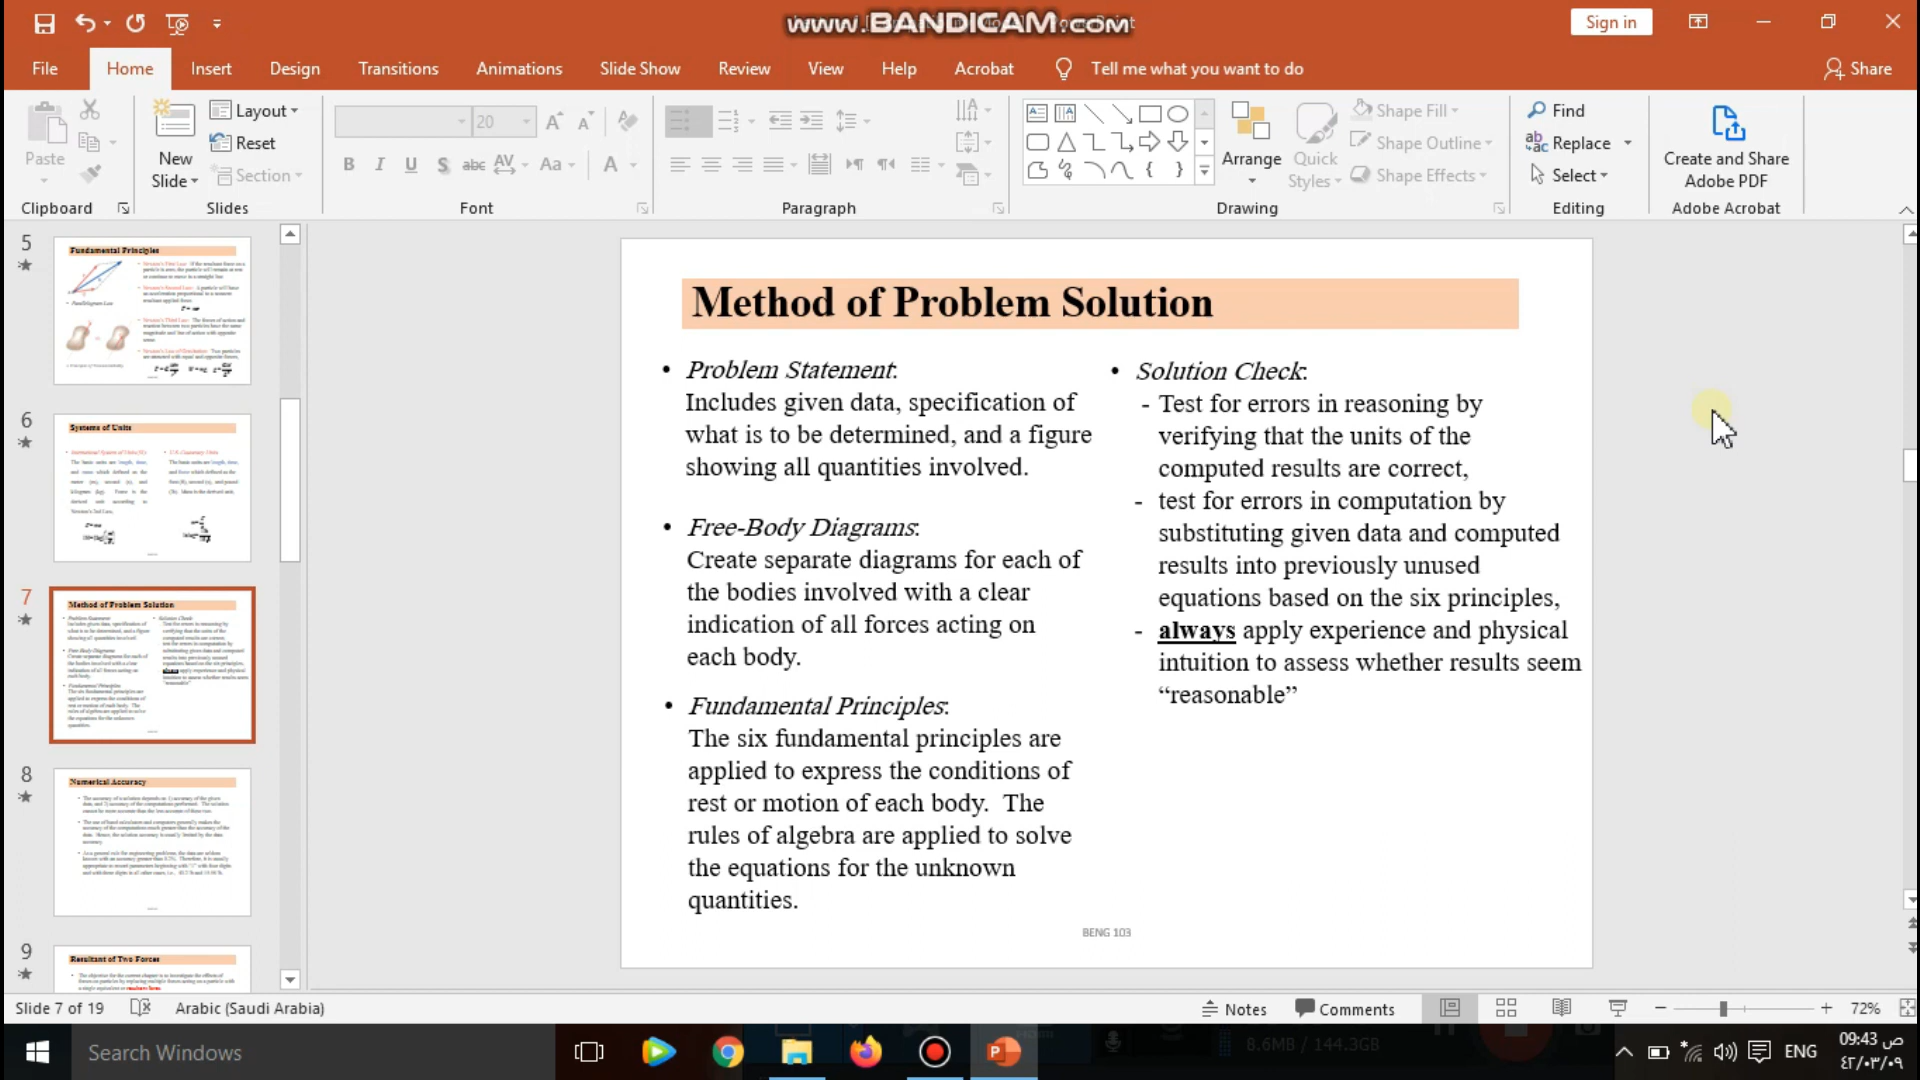 www.BANDICAM.com
Sign in
File
Home
Insert
Design
Transitions
Animations
Slide Show
Review
View
Help
Acrobat
Tell me what you want to do
Share
Paste
New
Slide
Layout
Reset
Section
20
B I U S abc AV Aa A
Arrange
Quick
Styles
Shape Fill
Shape Outline
Shape Effects
Find
Replace
Select
Create and Share
Adobe PDF
Clipboard
Slides
Font
Paragraph
Drawing
Editing
Adobe Acrobat
5
Fundamental Principles
6
Systems of Units
7
Method of Problem Solution
8
Numerical Accuracy
9
Resultant of Two Forces
Method of Problem Solution
• Problem Statement:
Includes given data, specification of
what is to be determined, and a figure
showing all quantities involved.
• Free-Body Diagrams:
Create separate diagrams for each of
the bodies involved with a clear
indication of all forces acting on
each body.
• Fundamental Principles:
The six fundamental principles are
applied to express the conditions of
rest or motion of each body. The
rules of algebra are applied to solve
the equations for the unknown
quantities.
• Solution Check:
- Test for errors in reasoning by
verifying that the units of the
computed results are correct,
- test for errors in computation by
substituting given data and computed
results into previously unused
equations based on the six principles,
- always apply experience and physical
intuition to assess whether results seem
“reasonable”
BENG 103
Slide 7 of 19
Arabic (Saudi Arabia)
Notes
Comments
72%
Search Windows
8.6MB / 144.3GB
ENG
09:43 ص
٤٢/٠٣/٠٩